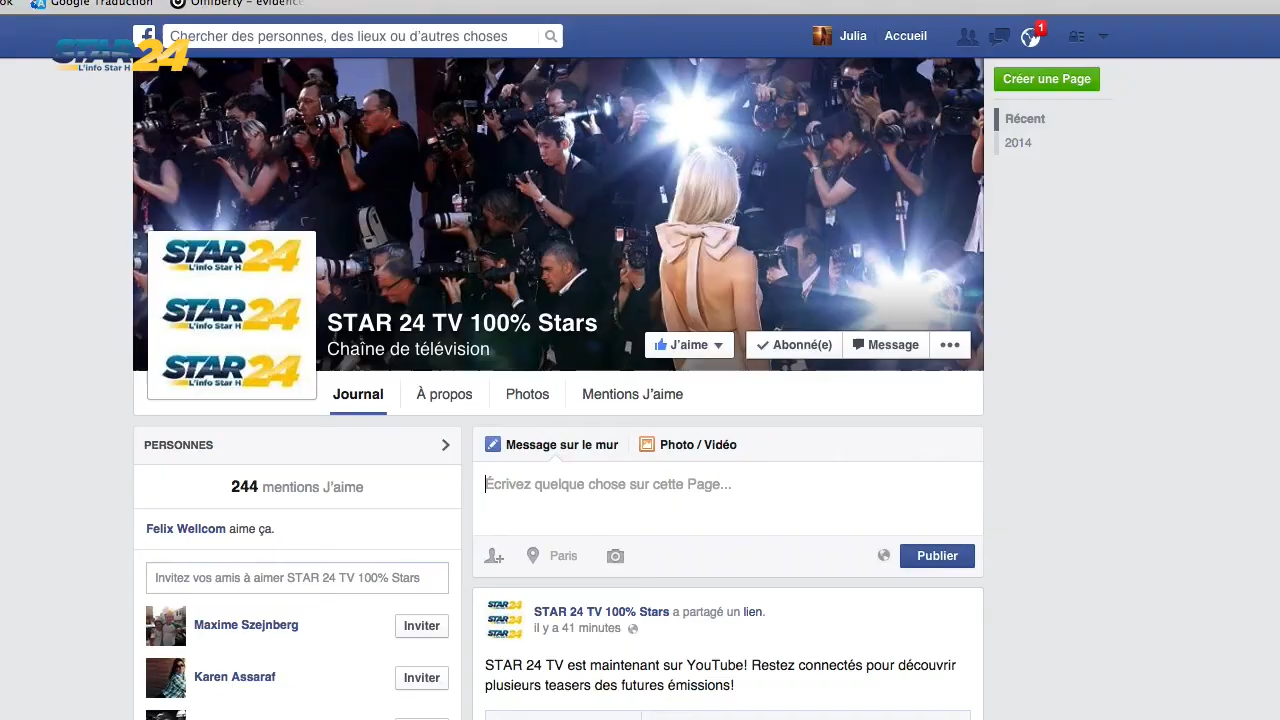 Google Traduction
Chercher des personnes, des lieux ou d'autres choses
Julia
Accueil
1
STAR 24
L'info Star H
Créer une Page
Récent
2014
STAR 24
L'info Star H
STAR 24
L'info Star H
STAR 24
L'info Star H
STAR 24 TV 100% Stars
Chaîne de télévision
J'aime
Abonné(e)
Message
Journal
À propos
Photos
Mentions J'aime
PERSONNES
244 mentions J'aime
Felix Wellcom aime ça.
Invitez vos amis à aimer STAR 24 TV 100% Stars
Maxime Szejnberg
Inviter
Karen Assaraf
Inviter
Message sur le mur
Photo / Vidéo
Écrivez quelque chose sur cette Page...
Paris
Publier
STAR 24
STAR 24
STAR 24
STAR 24 TV 100% Stars a partagé un lien.
il y a 41 minutes
STAR 24 TV est maintenant sur YouTube! Restez connectés pour découvrir
plusieurs teasers des futures émissions!